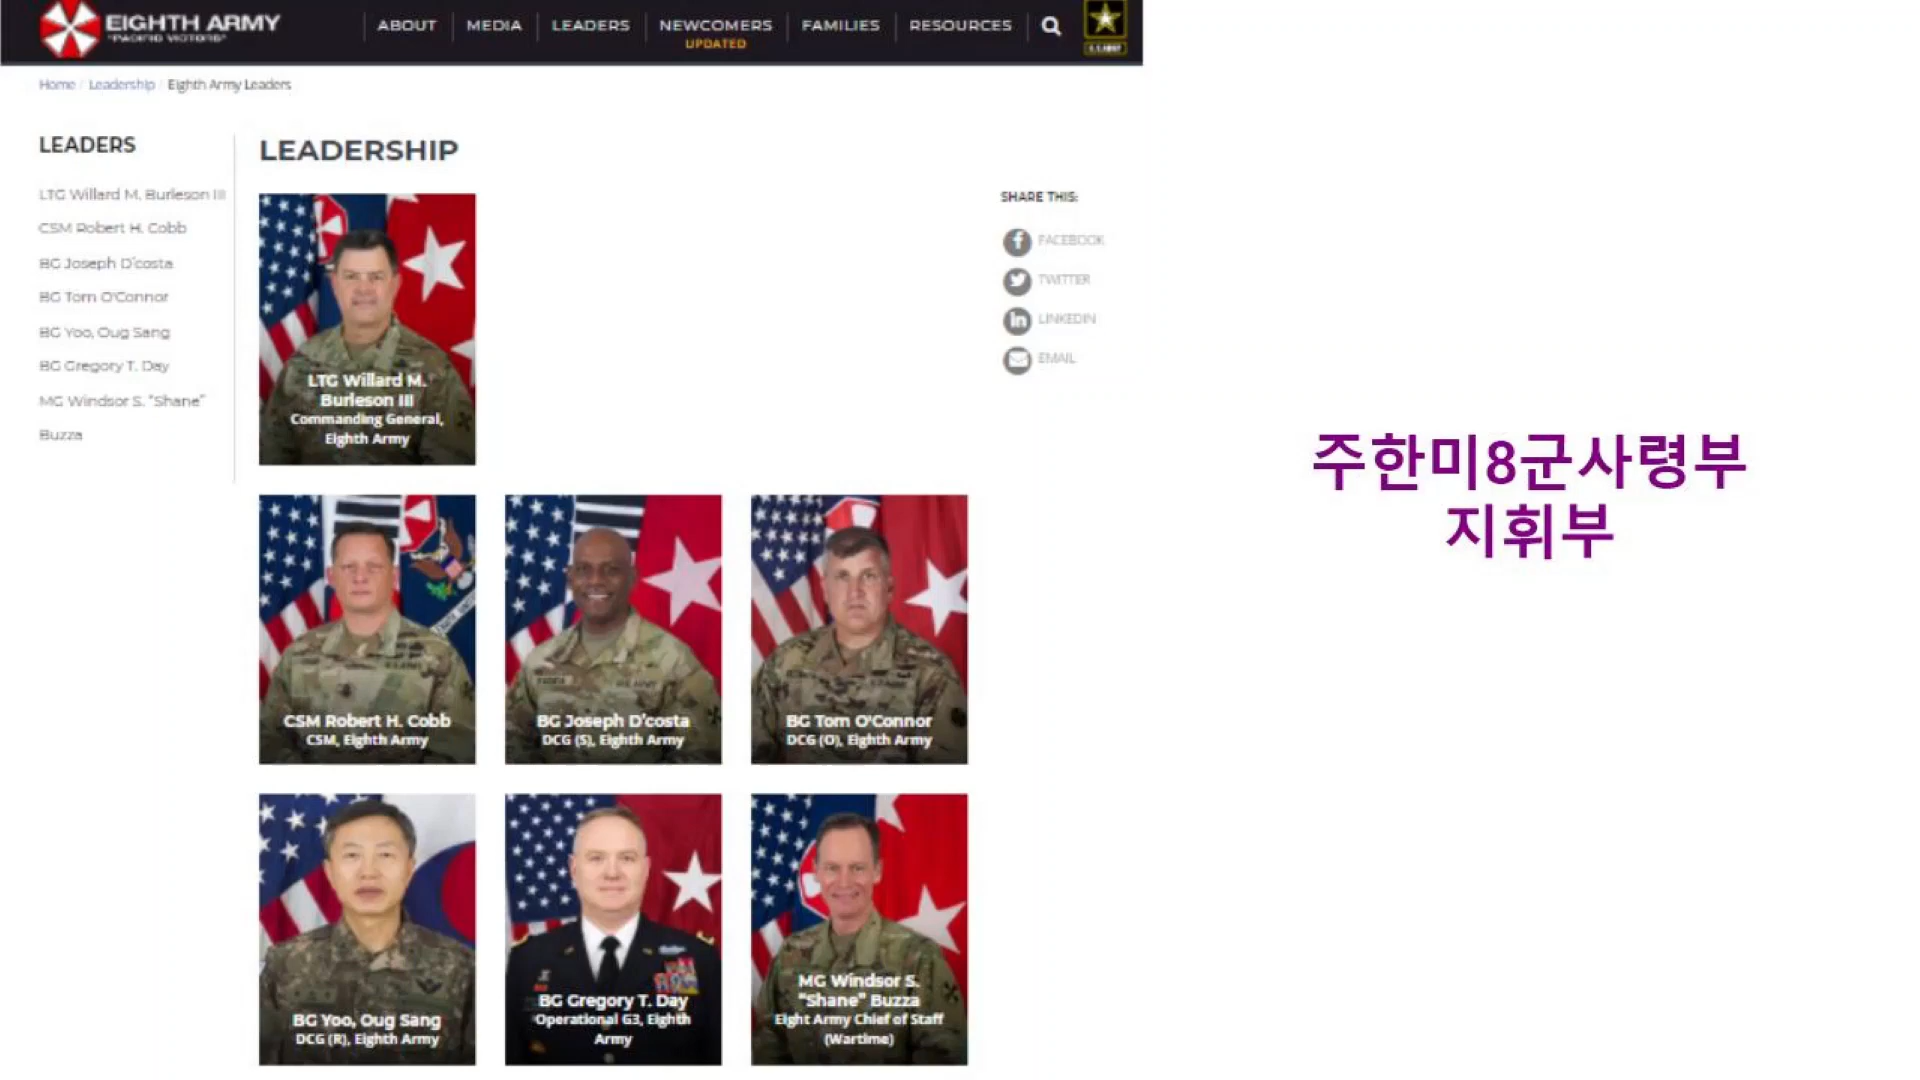 EIGHTH ARMY
"PACIFIC VICTORS"
ABOUT
MEDIA
LEADERS
NEWCOMERS
UPDATED
FAMILIES
RESOURCES
U.S.ARMY
Home / Leadership / Eighth Army Leaders
LEADERS
LTG Willard M. Burleson III
CSM Robert H. Cobb
BG Joseph D'costa
BG Tom O'Connor
BG Yoo, Oug Sang
BG Gregory T. Day
MG Windsor S. "Shane"
Buzza
LEADERSHIP
LTG Willard M.
Burleson III
Commanding General,
Eighth Army
CSM Robert H. Cobb
CSM, Eighth Army
BG Joseph D'costa
DCG (S), Eighth Army
BG Tom O'Connor
DCG (O), Eighth Army
BG Yoo, Oug Sang
DCG (R), Eighth Army
BG Gregory T. Day
Operational G3, Eighth
Army
MG Windsor S.
"Shane" Buzza
Eight Army Chief of Staff
(Wartime)
SHARE THIS:
FACEBOOK
TWITTER
LINKEDIN
EMAIL
주한미8군사령부
지휘부